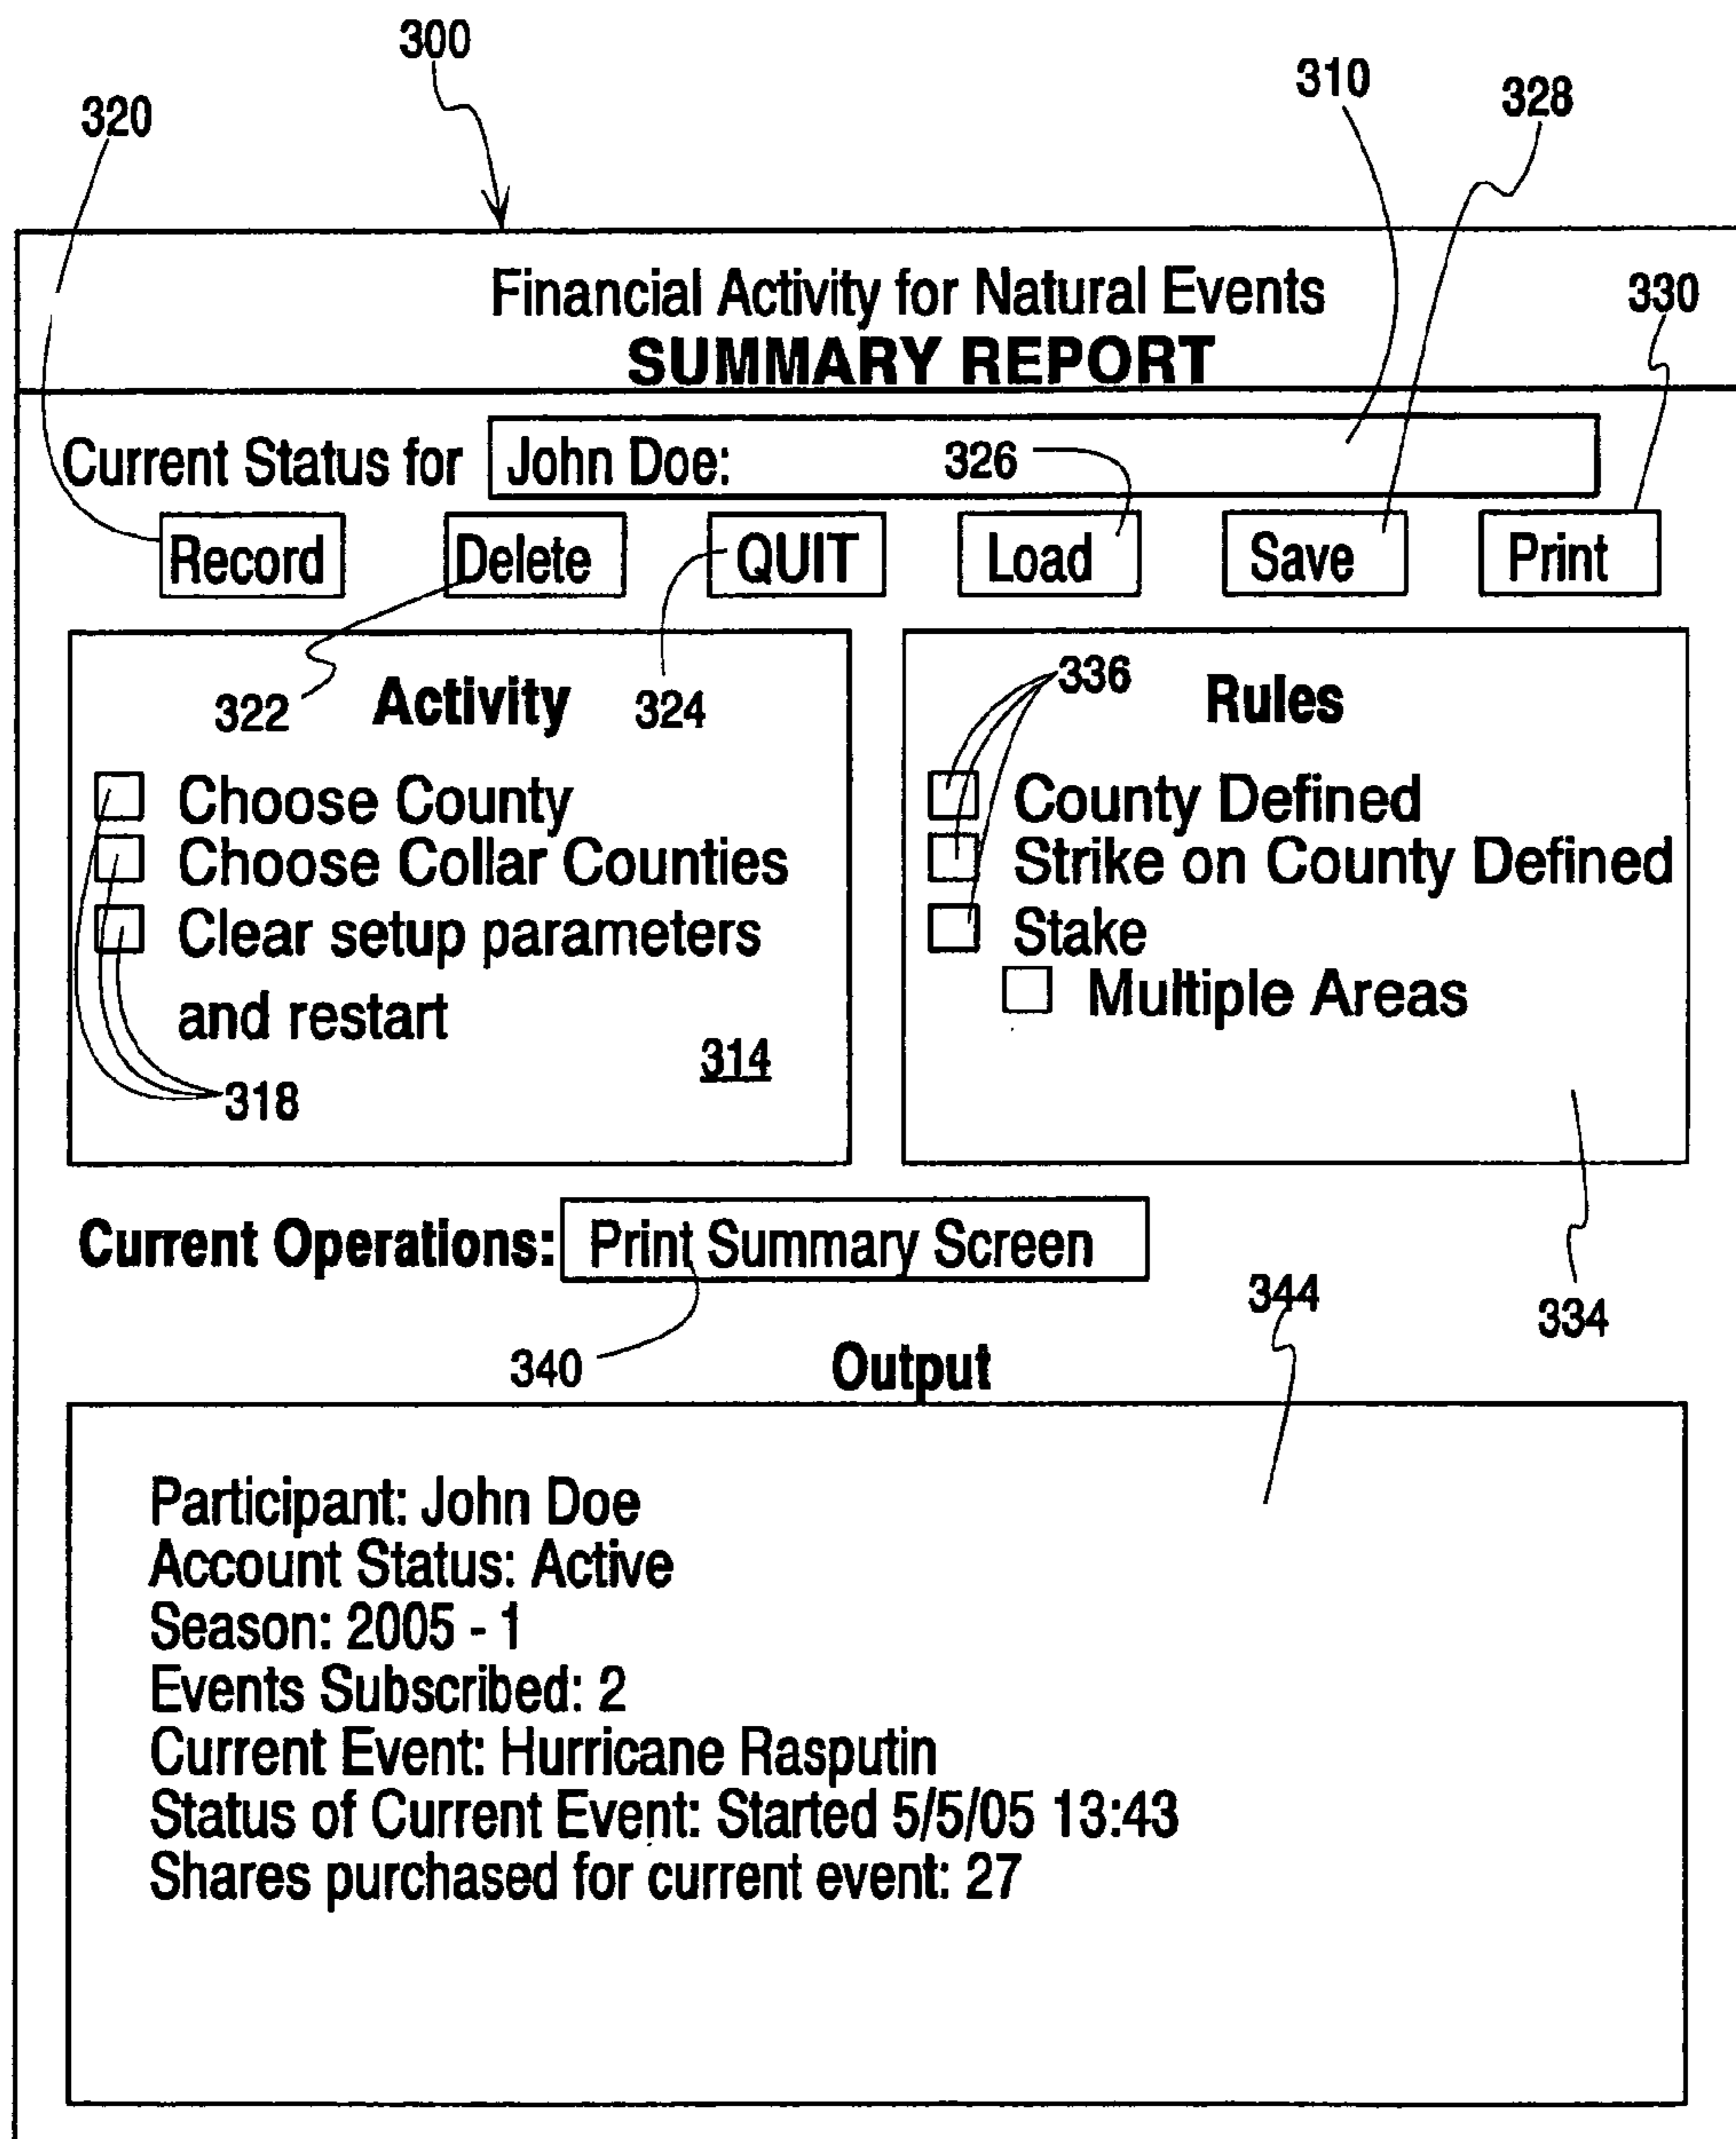 300
310
328
320
Financial Activity for Natural Events
330
SUMMARY REPORT
Current Status for John Doe: 326
Record Delete QUIT Load Save Print
322 Activity 324
Choose County
Choose Collar Counties
Clear setup parameters
and restart
314
318
336 Rules
County Defined
Strike on County Defined
Stake
Multiple Areas
334
Current Operations: Print Summary Screen
344
340
Output
Participant: John Doe
Account Status: Active
Season: 2005 - 1
Events Subscribed: 2
Current Event: Hurricane Rasputin
Status of Current Event: Started 5/5/05 13:43
Shares purchased for current event: 27